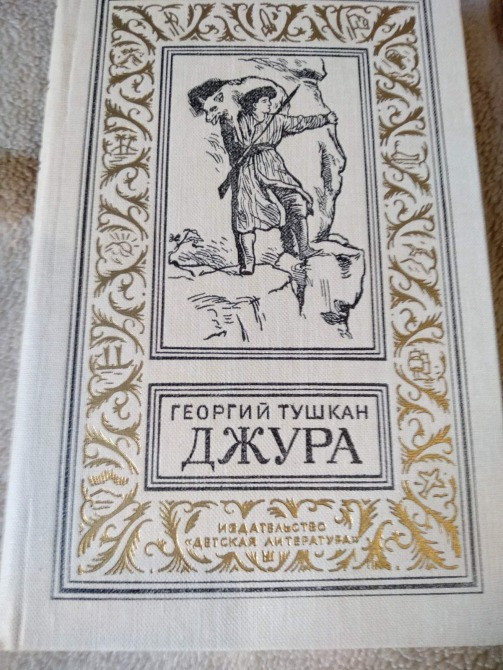 ГЕОРГИЙ ТУШКАН
ДЖУРА
ИЗДАТЕЛЬСТВО
«ДЕТСКАЯ ЛИТЕРАТУРА»